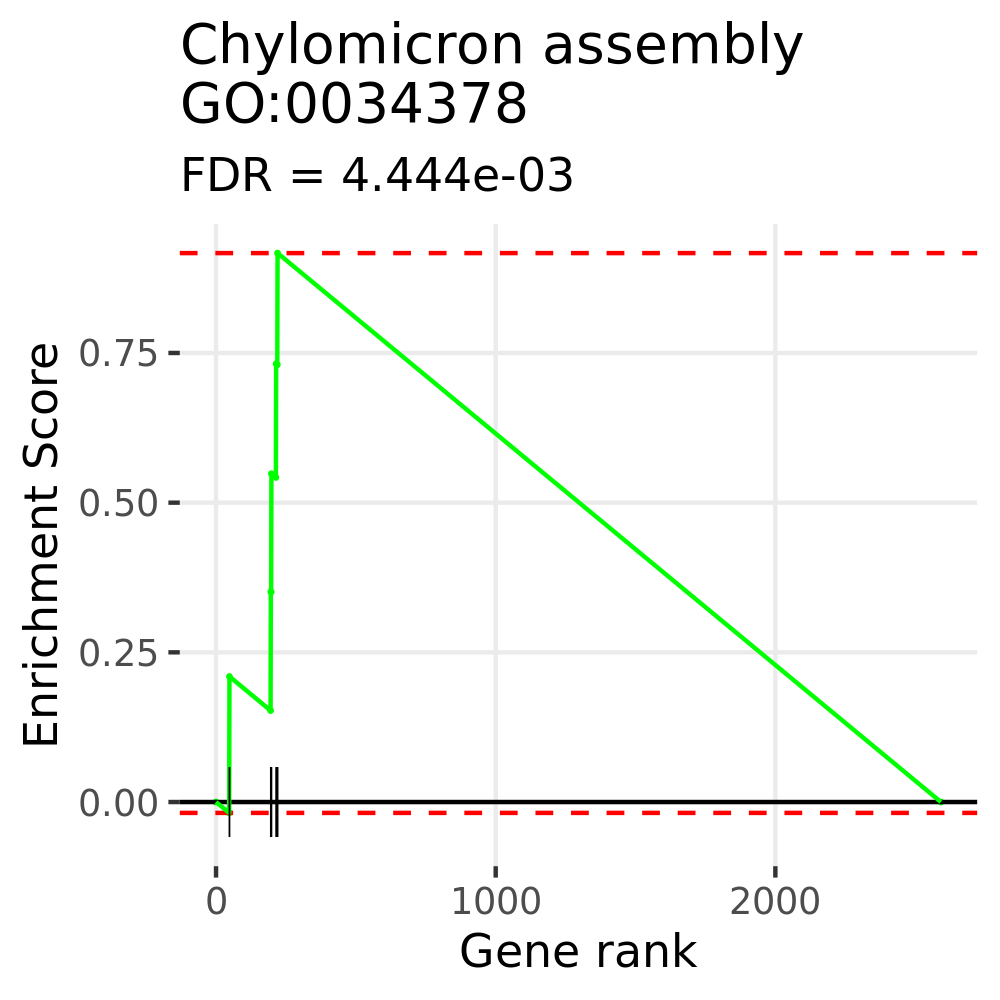 Chylomicron assembly
GO:0034378
FDR = 4.444e-03
Enrichment Score
0.75
0.50
0.25
0.00
0
1000
2000
Gene rank